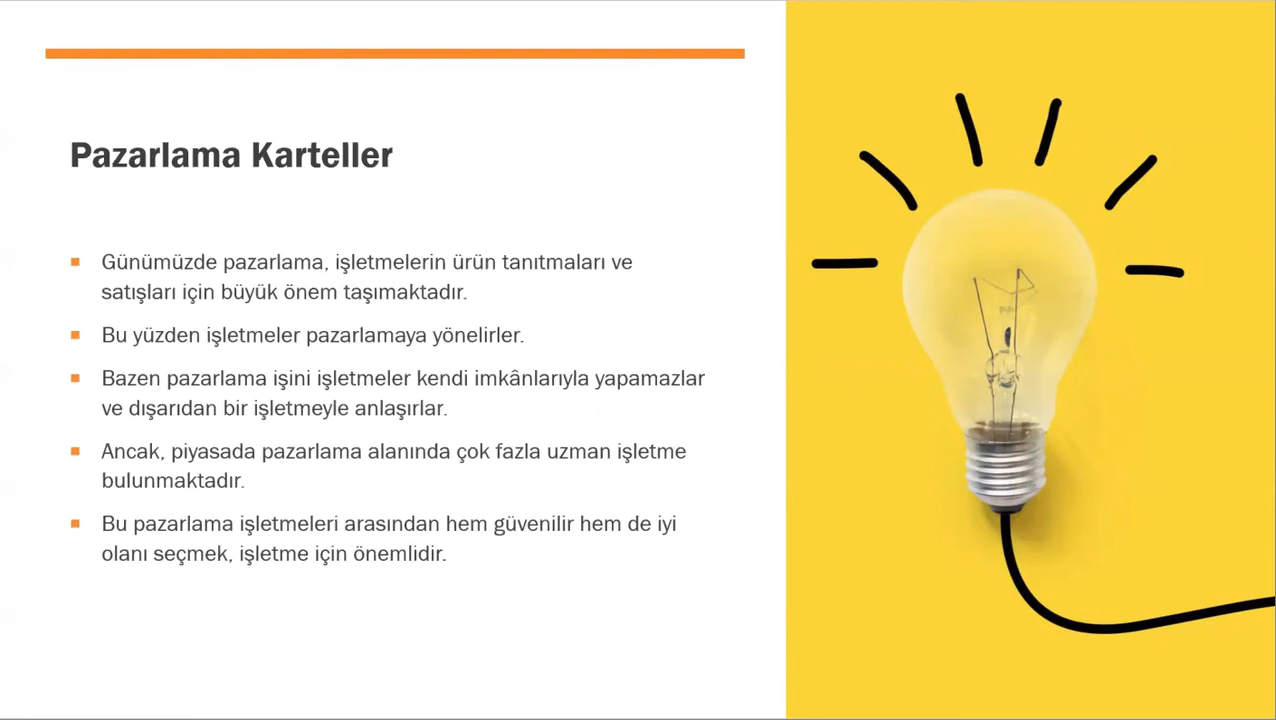 Pazarlama Karteller
Günümüzde pazarlama, işletmelerin ürün tanıtmaları ve
satışları için büyük önem taşımaktadır.
Bu yüzden işletmeler pazarlamaya yönelirler.
Bazen pazarlama işini işletmeler kendi imkânlarıyla yapamazlar
ve dışarıdan bir işletmeyle anlaşırlar.
Ancak, piyasada pazarlama alanında çok fazla uzman işletme
bulunmaktadır.
Bu pazarlama işletmeleri arasından hem güvenilir hem de iyi
olanı seçmek, işletme için önemlidir.